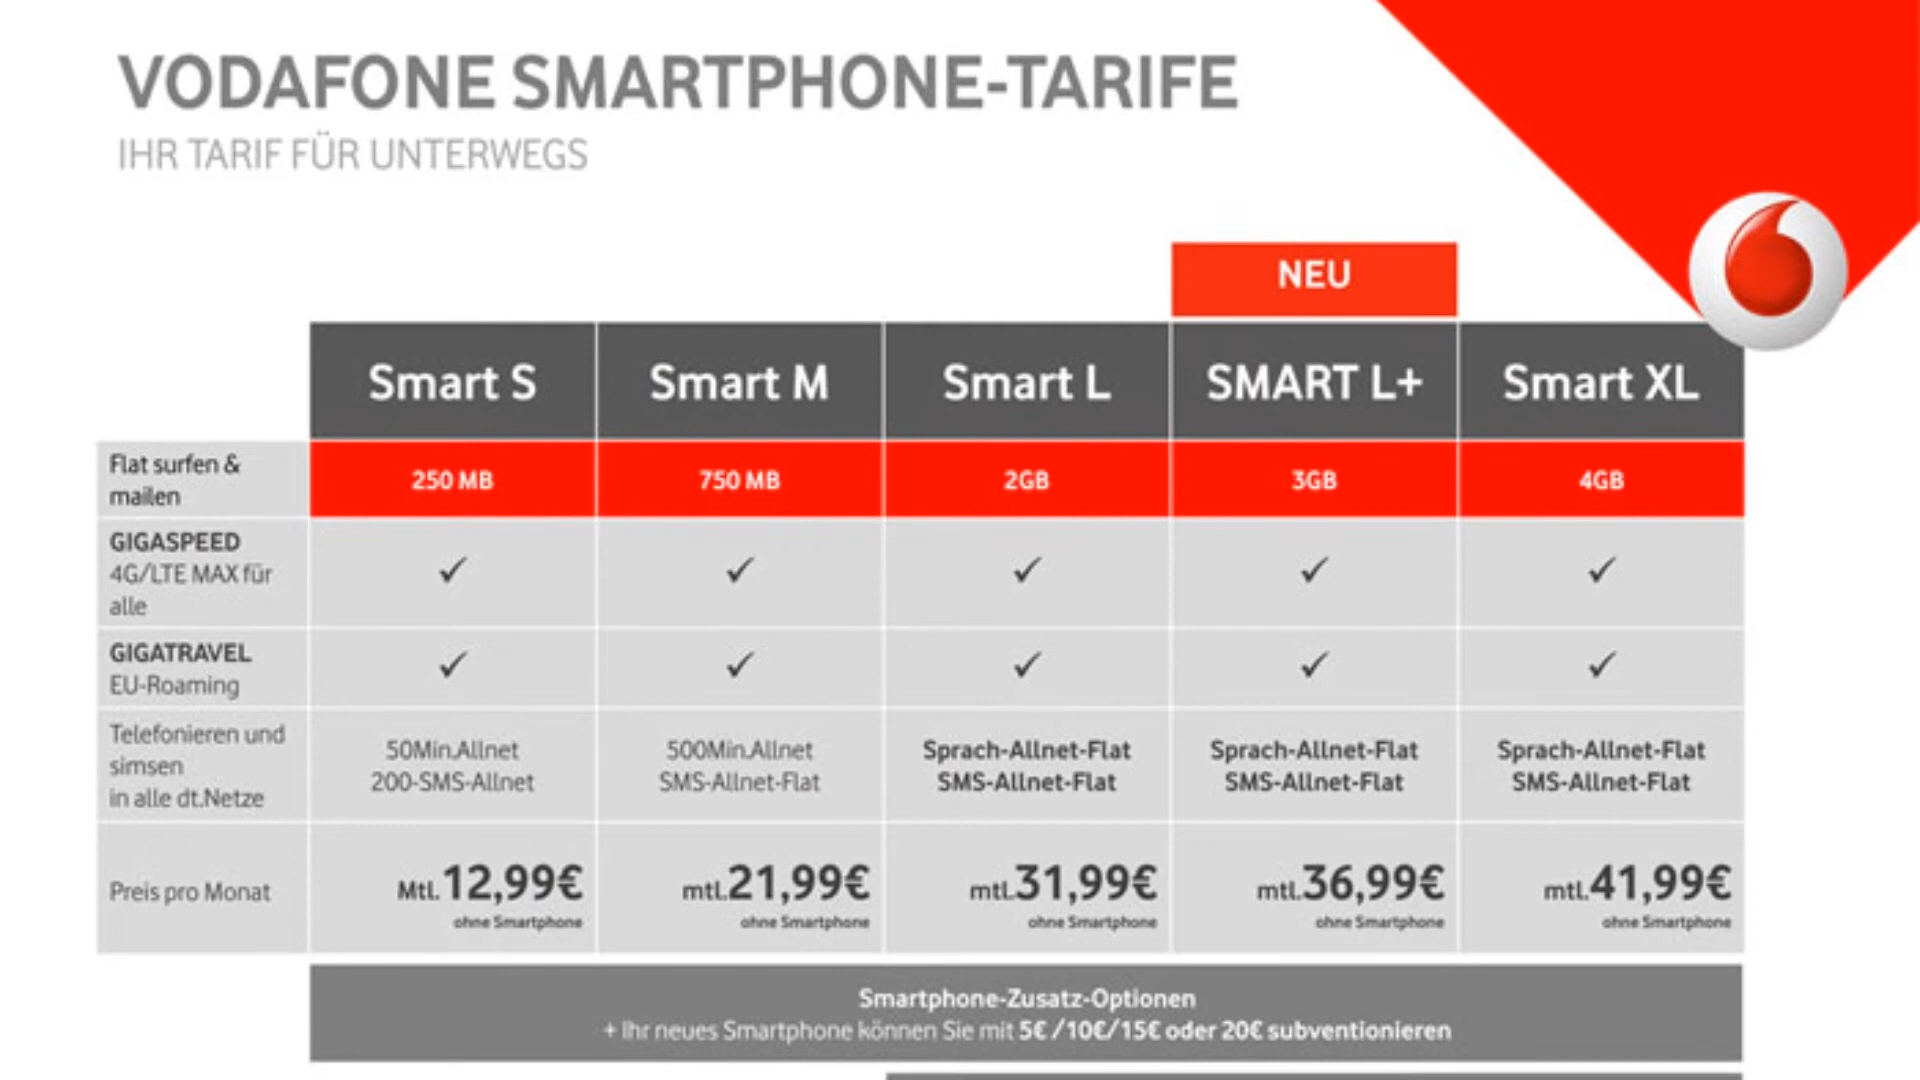 VODAFONE SMARTPHONE-TARIFE
IHR TARIF FÜR UNTERWEGS
NEU
Smart S Smart M Smart L SMART L+ Smart XL
Flat surfen &
mailen
250 MB 750 MB 2GB 3GB 4GB
GIGASPEED
4G/LTE MAX für
alle
✓ ✓ ✓ ✓ ✓
GIGATRAVEL
EU-Roaming
✓ ✓ ✓ ✓ ✓
Telefonieren und
simsen
in alle dt.Netze
50Min.Allnet 500Min.Allnet Sprach-Allnet-Flat Sprach-Allnet-Flat Sprach-Allnet-Flat
200-SMS-Allnet SMS-Allnet-Flat SMS-Allnet-Flat SMS-Allnet-Flat SMS-Allnet-Flat
Preis pro Monat
Mtl.12,99€ mtl.21,99€ mtl.31,99€ mtl.36,99€ mtl.41,99€
ohne Smartphone ohne Smartphone ohne Smartphone ohne Smartphone ohne Smartphone
Smartphone-Zusatz-Optionen
+ Ihr neues Smartphone können Sie mit 5€ /10€/15€ oder 20€ subventionieren